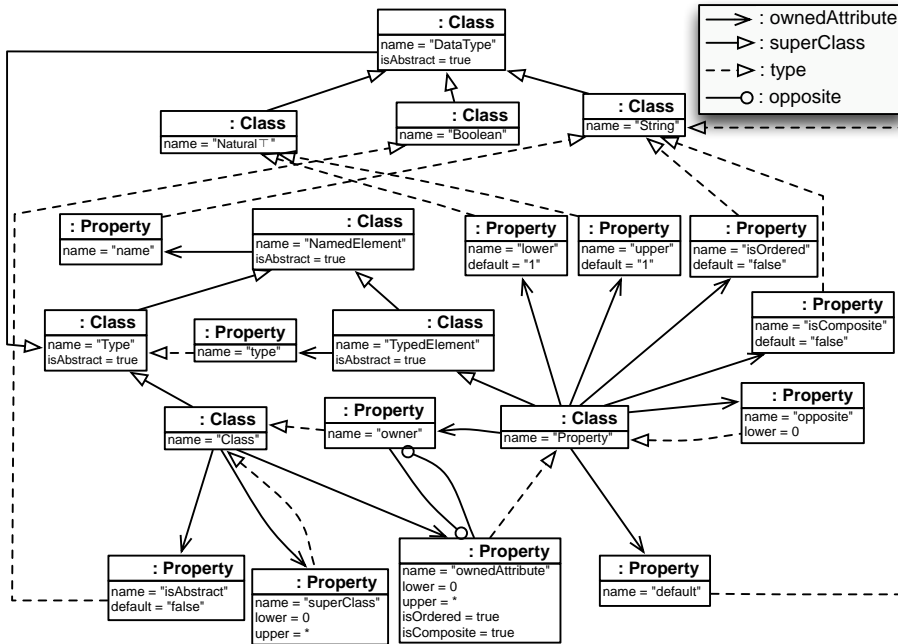 : Class
name = "DataType"
isAbstract = true
: ownedAttribute
: superClass
: type
: opposite
: Class
name = "Natural⊤"
: Class
name = "Boolean"
: Class
name = "String"
: Property
name = "name"
: Class
name = "NamedElement"
isAbstract = true
: Property
name = "lower"
default = "1"
: Property
name = "upper"
default = "1"
: Property
name = "isOrdered"
default = "false"
: Property
name = "isComposite"
default = "false"
: Class
name = "Type"
isAbstract = true
: Property
name = "type"
: Class
name = "TypedElement"
isAbstract = true
: Class
name = "Class"
: Property
name = "owner"
: Class
name = "Property"
: Property
name = "opposite"
lower = 0
: Property
name = "isAbstract"
default = "false"
: Property
name = "superClass"
lower = 0
upper = *
: Property
name = "ownedAttribute"
lower = 0
upper = *
isOrdered = true
isComposite = true
: Property
name = "default"